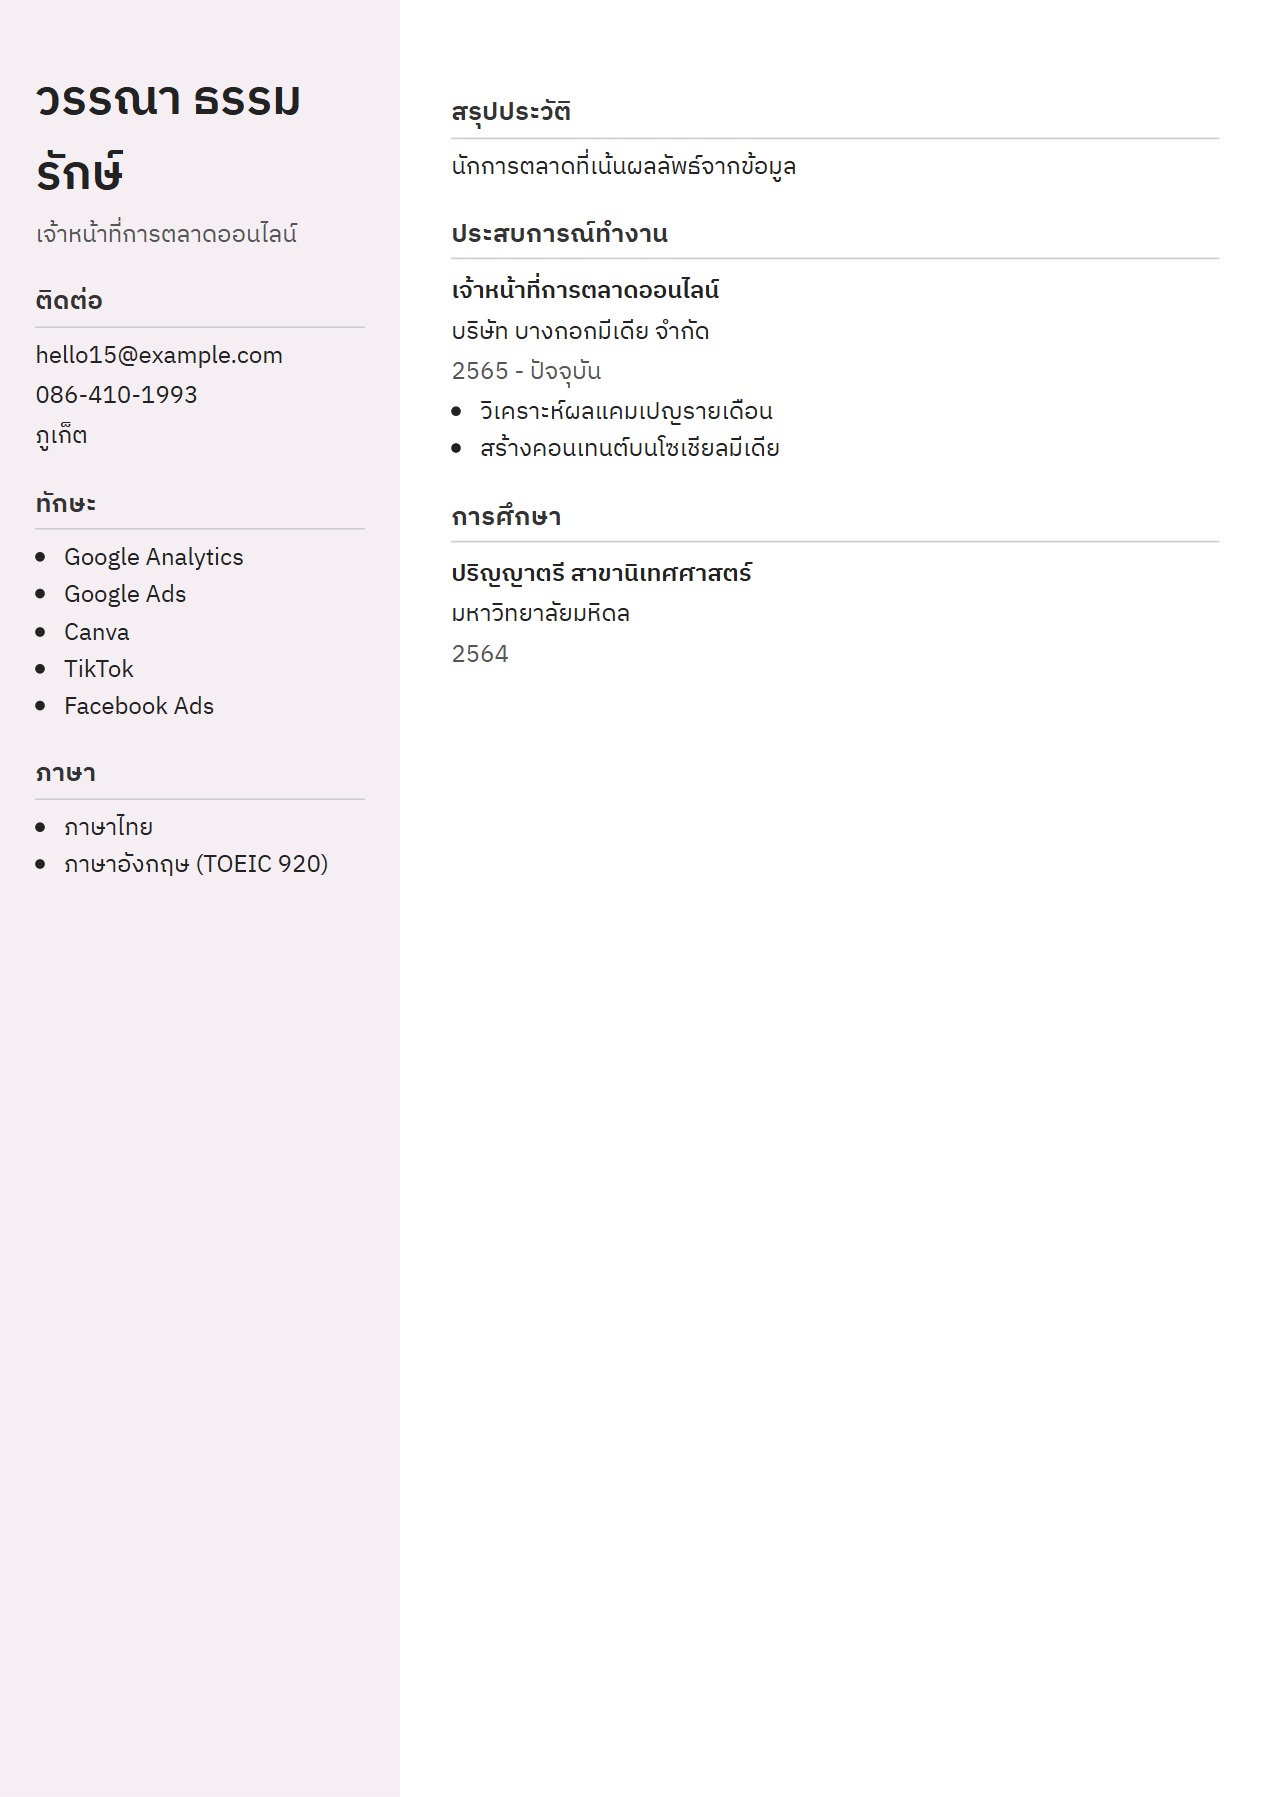 วรรณา ธรรม
รักษ์
เจ้าหน้าที่การตลาดออนไลน์
ติดต่อ
hello15@example.com
086-410-1993
ภูเก็ต
ทักษะ
• Google Analytics
• Google Ads
• Canva
• TikTok
• Facebook Ads
ภาษา
• ภาษาไทย
• ภาษาอังกฤษ (TOEIC 920)
สรุปประวัติ
นักการตลาดที่เน้นผลลัพธ์จากข้อมูล
ประสบการณ์ทำงาน
เจ้าหน้าที่การตลาดออนไลน์
บริษัท บางกอกมีเดีย จำกัด
2565 - ปัจจุบัน
• วิเคราะห์ผลแคมเปญรายเดือน
• สร้างคอนเทนต์บนโซเชียลมีเดีย
การศึกษา
ปริญญาตรี สาขานิเทศศาสตร์
มหาวิทยาลัยมหิดล
2564